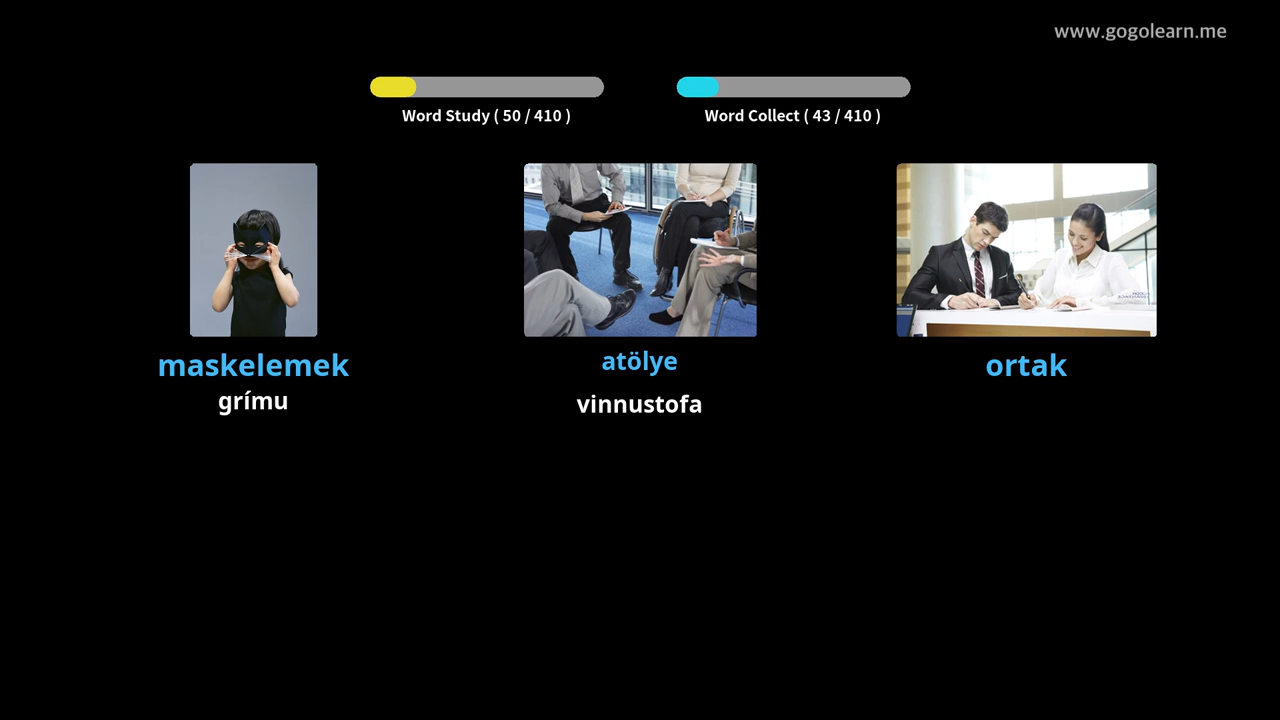 www.gogolearn.me
Word Study ( 50 / 410 )
Word Collect ( 43 / 410 )
maskelemek
grímu
atölye
vinnustofa
ortak